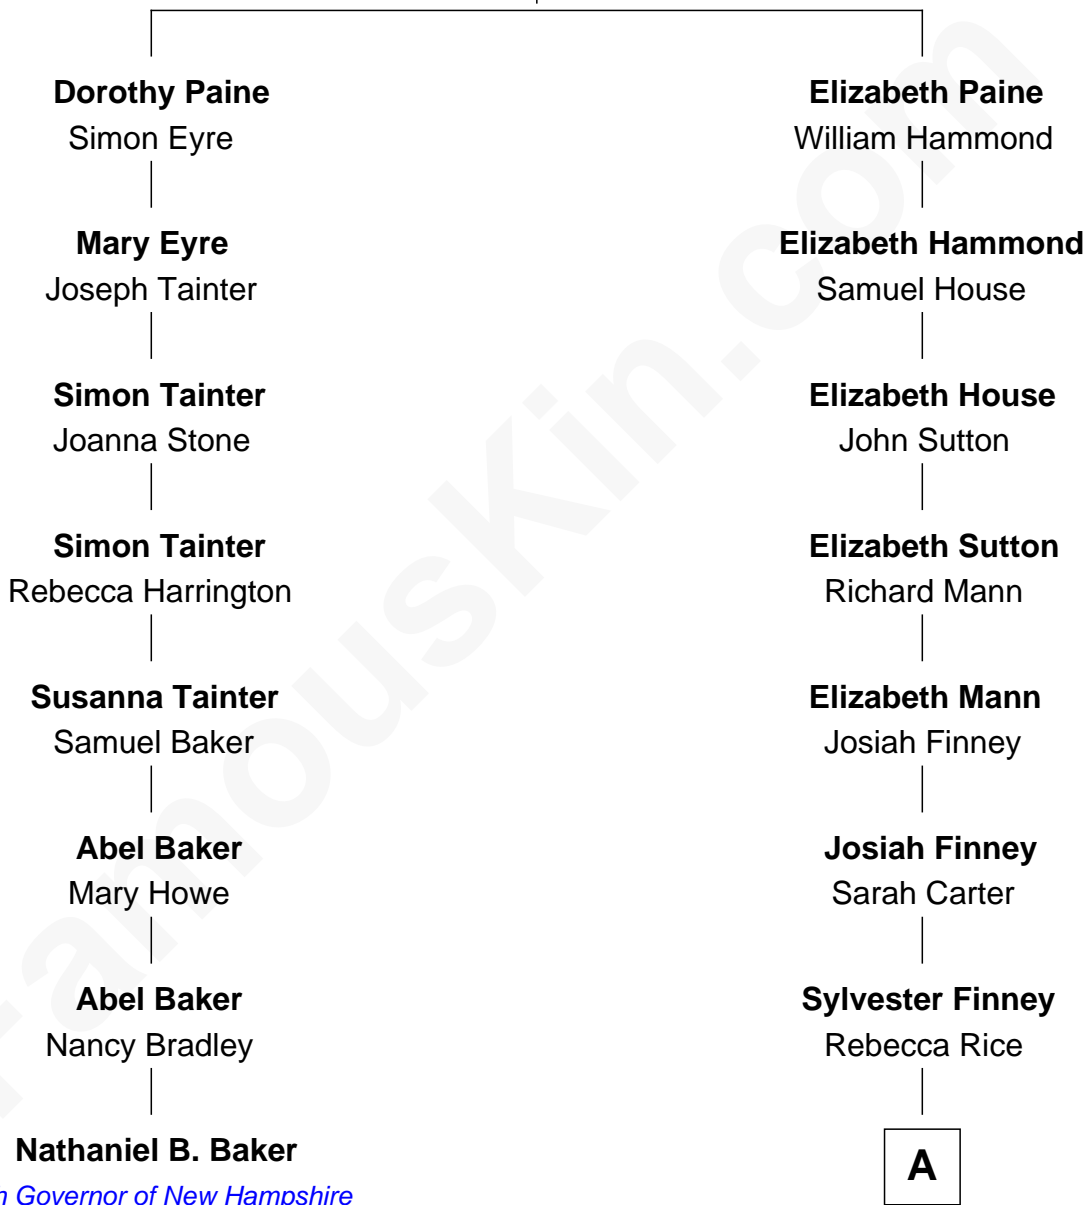 Dorothy Paine
Simon Eyre
Elizabeth Paine
William Hammond
Mary Eyre
Joseph Tainter
Elizabeth Hammond
Samuel House
Simon Tainter
Joanna Stone
Elizabeth House
John Sutton
Simon Tainter
Rebecca Harrington
Elizabeth Sutton
Richard Mann
Susanna Tainter
Samuel Baker
Elizabeth Mann
Josiah Finney
Abel Baker
Mary Howe
Josiah Finney
Sarah Carter
Abel Baker
Nancy Bradley
Sylvester Finney
Rebecca Rice
Nathaniel B. Baker
Governor of New Hampshire
A
FamousKin.com